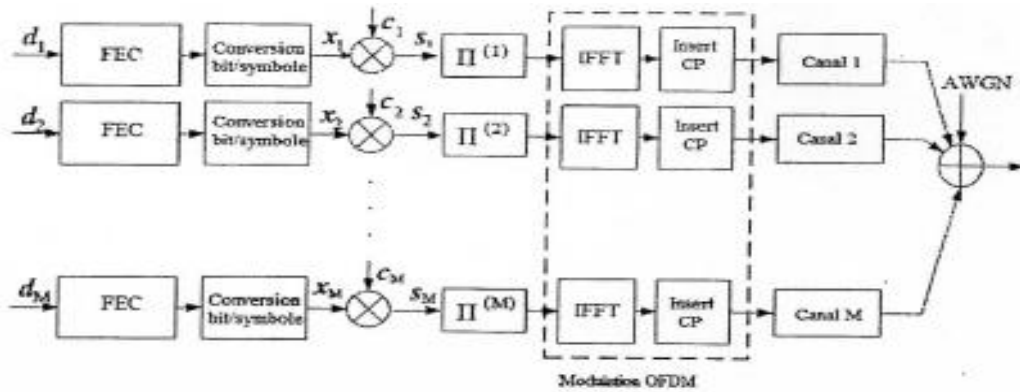 d1 FEC Conversion bit/symbole x1 c1 s1 Π(1) IFFT Insert CP Canal 1
AWGN
d2 FEC Conversion bit/symbole x2 c2 s2 Π(2) IFFT Insert CP Canal 2
dM FEC Conversion bit/symbole xM cM sM Π(M) IFFT Insert CP Canal M
Modulation OFDM